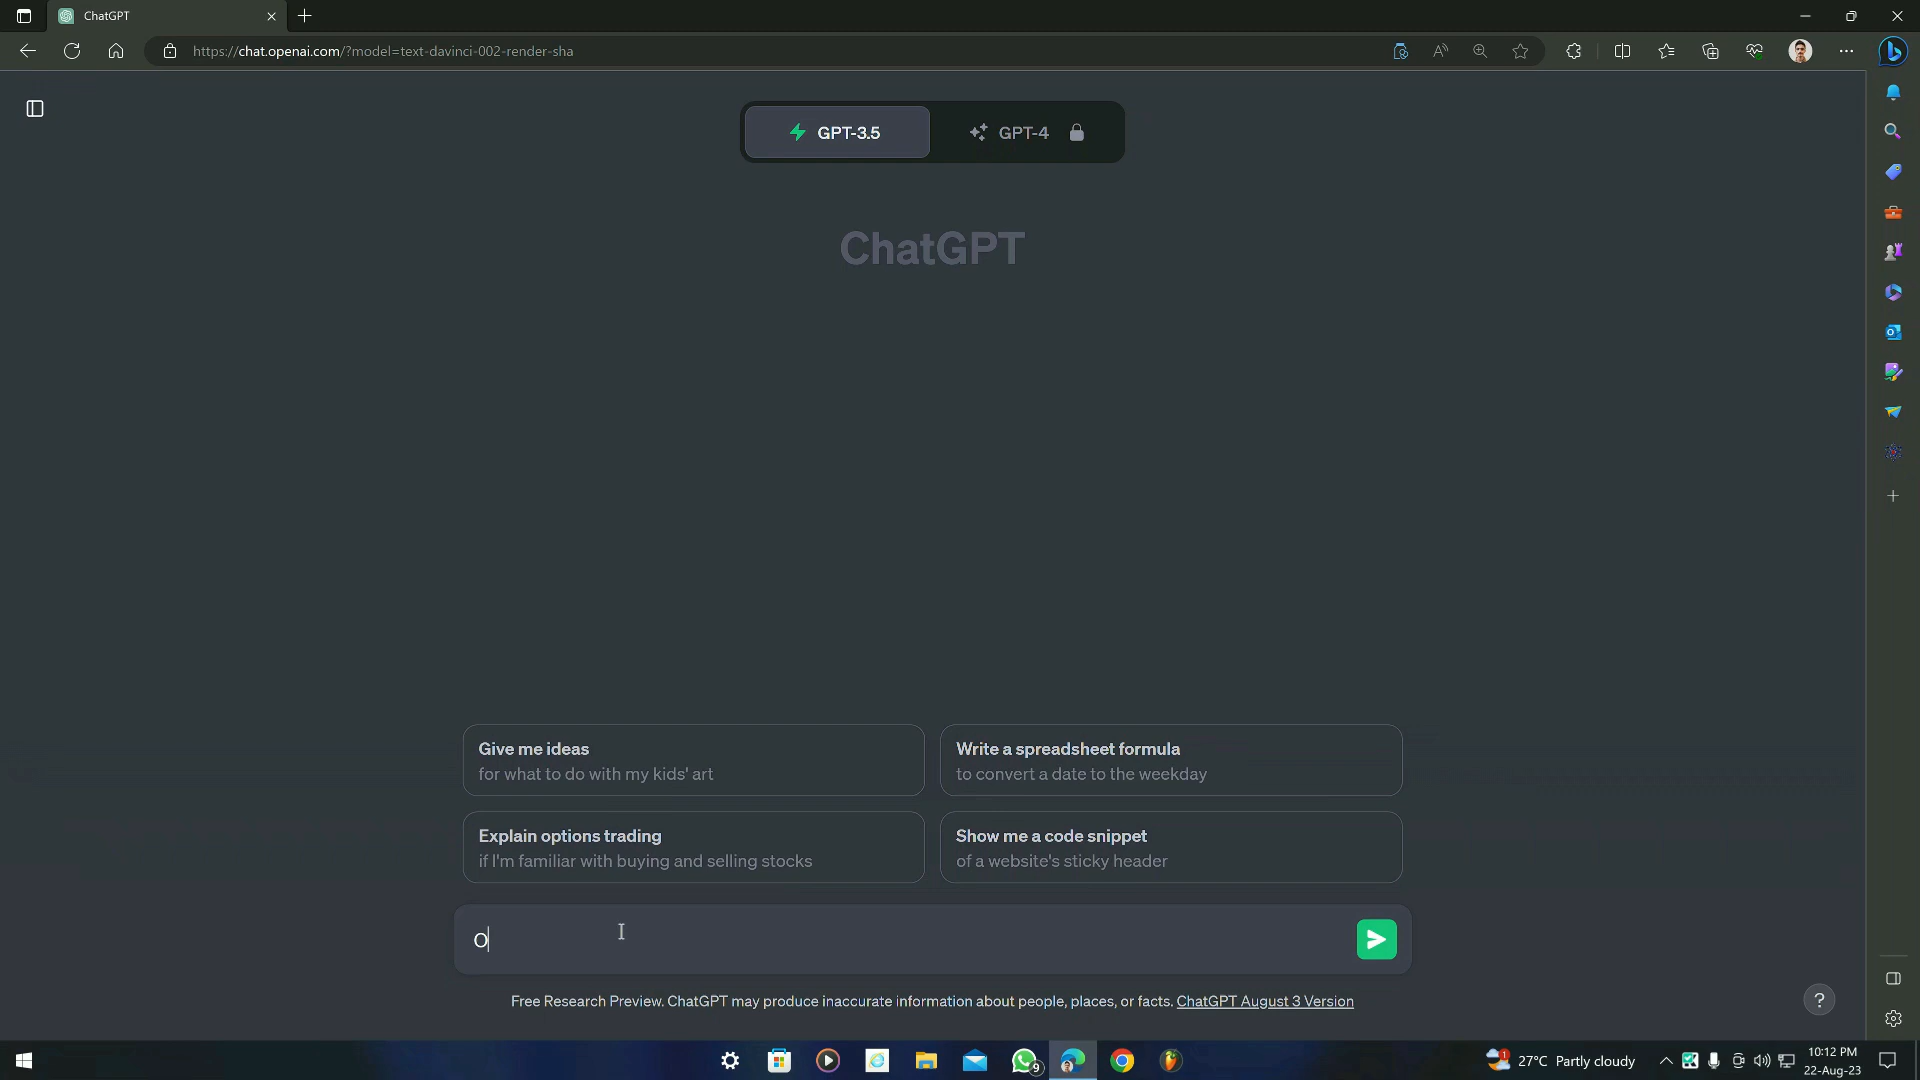 ChatGPT
https://chat.openai.com/?model=text-davinci-002-render-sha
GPT-3.5
GPT-4
ChatGPT
Give me ideas
for what to do with my kids' art
Write a spreadsheet formula
to convert a date to the weekday
Explain options trading
if I'm familiar with buying and selling stocks
Show me a code snippet
of a website's sticky header
O
Free Research Preview. ChatGPT may produce inaccurate information about people, places, or facts. ChatGPT August 3 Version
?
9
1
27°C Partly cloudy
10:12 PM
22-Aug-23